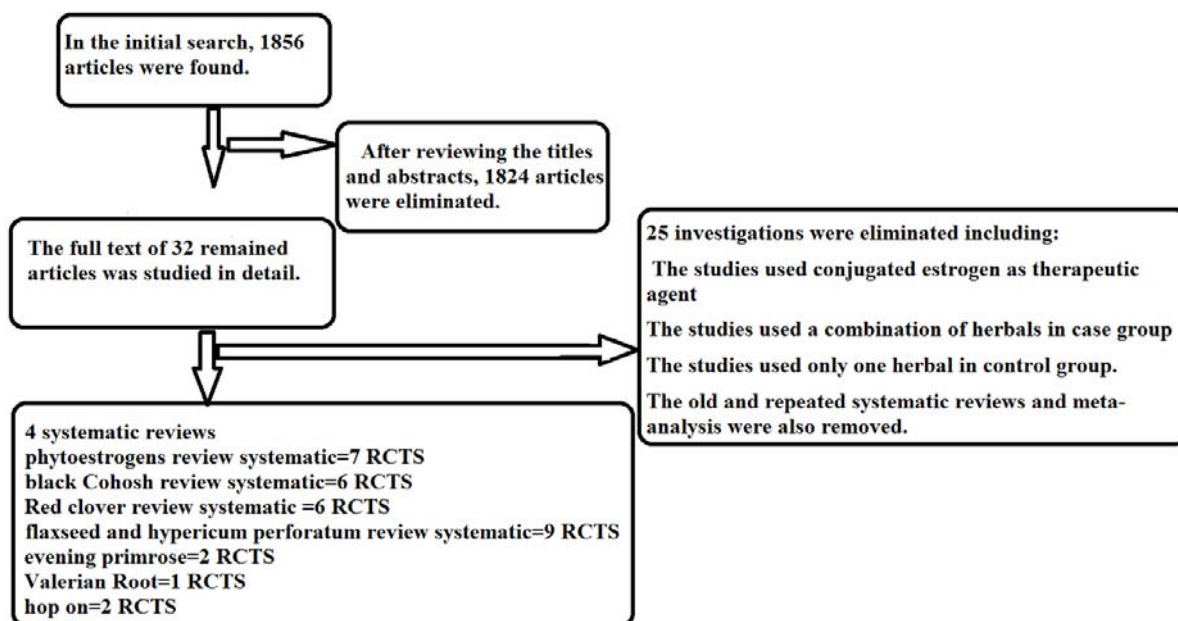 In the initial search, 1856
articles were found.
After reviewing the titles
and abstracts, 1824 articles
were eliminated.
The full text of 32 remained
articles was studied in detail.
25 investigations were eliminated including:
The studies used conjugated estrogen as therapeutic
agent
The studies used a combination of herbals in case group
The studies used only one herbal in control group.
The old and repeated systematic reviews and meta-
analysis were also removed.
4 systematic reviews
phytoestrogens review systematic=7 RCTS
black Cohosh review systematic=6 RCTS
Red clover review systematic =6 RCTS
flaxseed and hypericum perforatum review systematic=9 RCTS
evening primrose=2 RCTS
Valerian Root=1 RCTS
hop on=2 RCTS